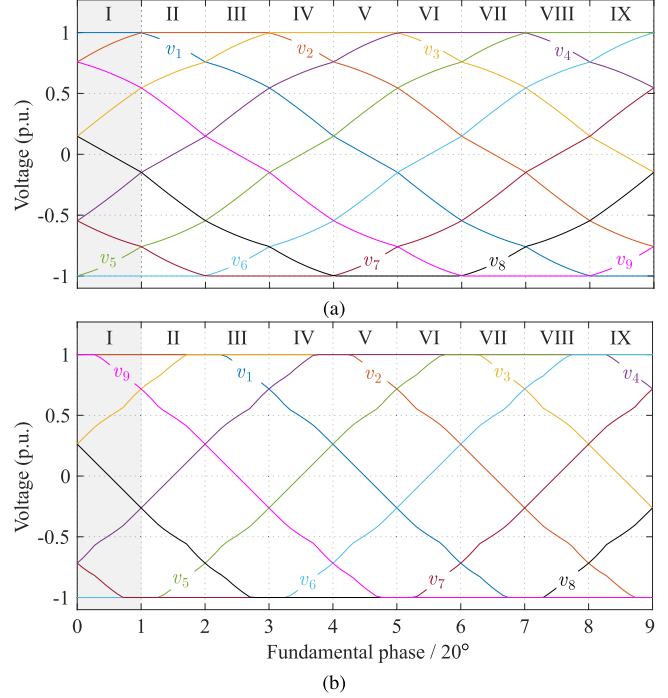 I II III IV V VI VII VIII IX
1
v1 v2 v3 v4
0.5
Voltage (p.u.)
0
-0.5
v5 v6 v7 v8 v9
-1
(a)
I II III IV V VI VII VIII IX
1
v9 v1 v2 v3 v4
0.5
Voltage (p.u.)
0
-0.5
v5 v6 v7 v8
-1
0 1 2 3 4 5 6 7 8 9
Fundamental phase / 20°
(b)